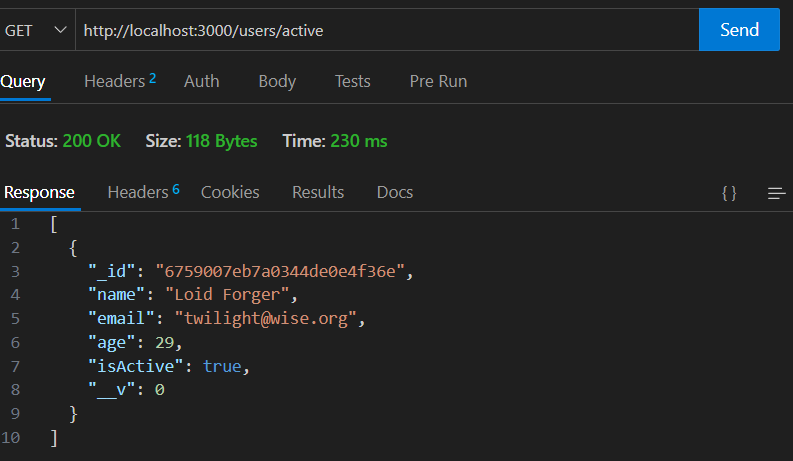 GET http://localhost:3000/users/active Send
Query Headers 2 Auth Body Tests Pre Run
Status: 200 OK Size: 118 Bytes Time: 230 ms
Response Headers 6 Cookies Results Docs {}
1 [
2 {
3 "_id": "6759007eb7a0344de0e4f36e",
4 "name": "Loid Forger",
5 "email": "twilight@wise.org",
6 "age": 29,
7 "isActive": true,
8 "__v": 0
9 }
10 ]